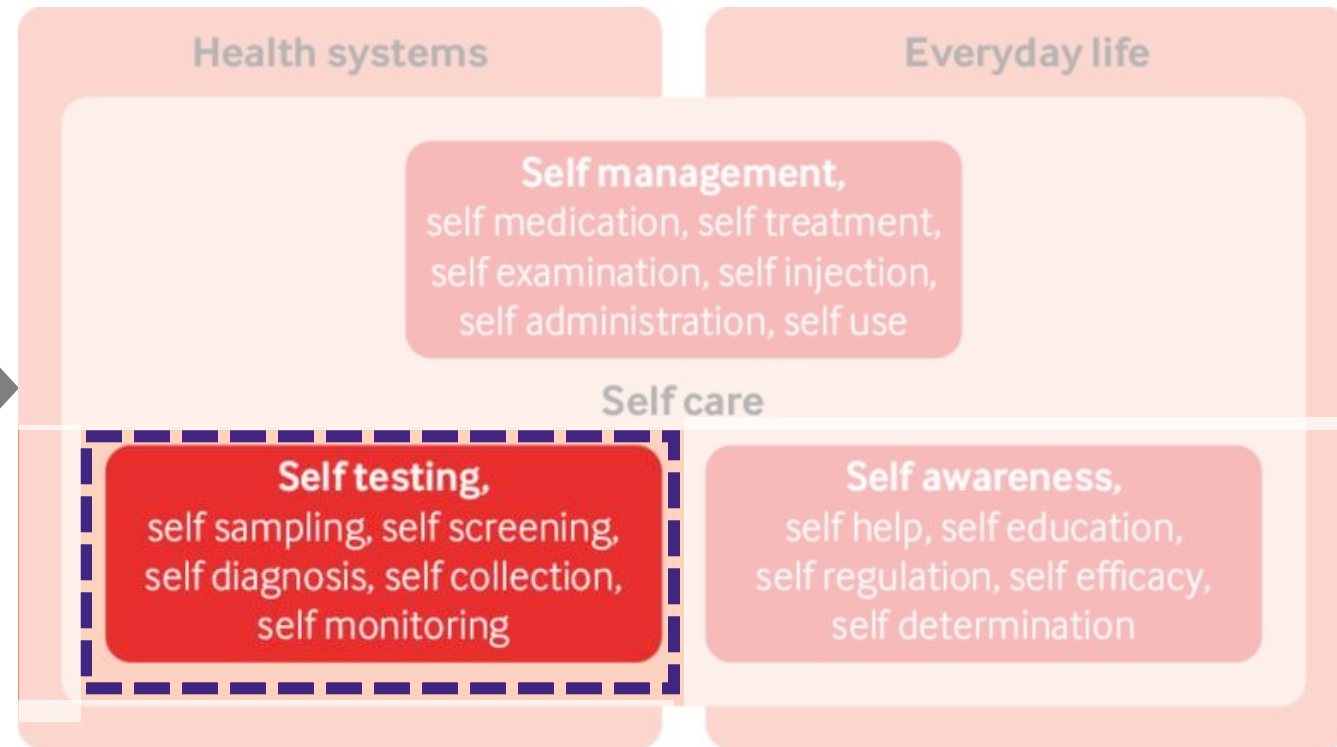 Health systems
Everyday life
Self management,
self medication, self treatment,
self examination, self injection,
self administration, self use
Self care
Self testing,
self sampling, self screening,
self diagnosis, self collection,
self monitoring
Self awareness,
self help, self education,
self regulation, self efficacy,
self determination